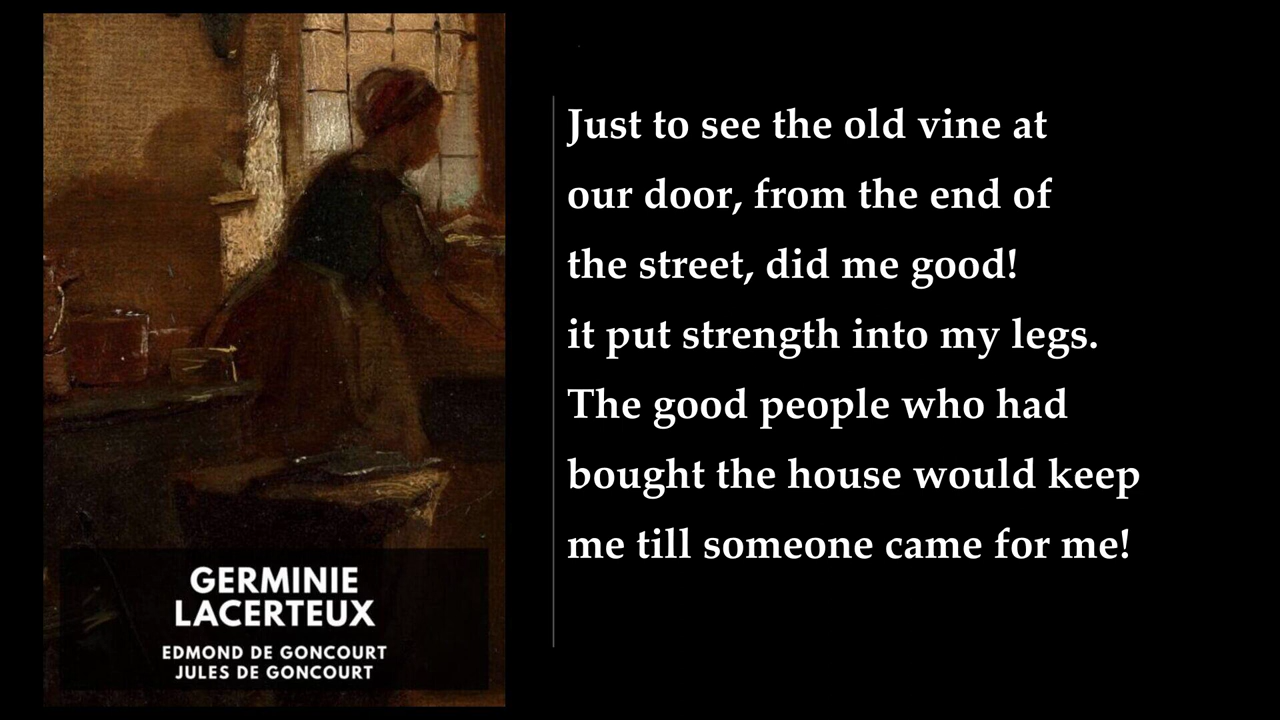 Just to see the old vine at
our door, from the end of
the street, did me good!
it put strength into my legs.
The good people who had
bought the house would keep
me till someone came for me!
GERMINIE
LACERTEUX
EDMOND DE GONCOURT
JULES DE GONCOURT